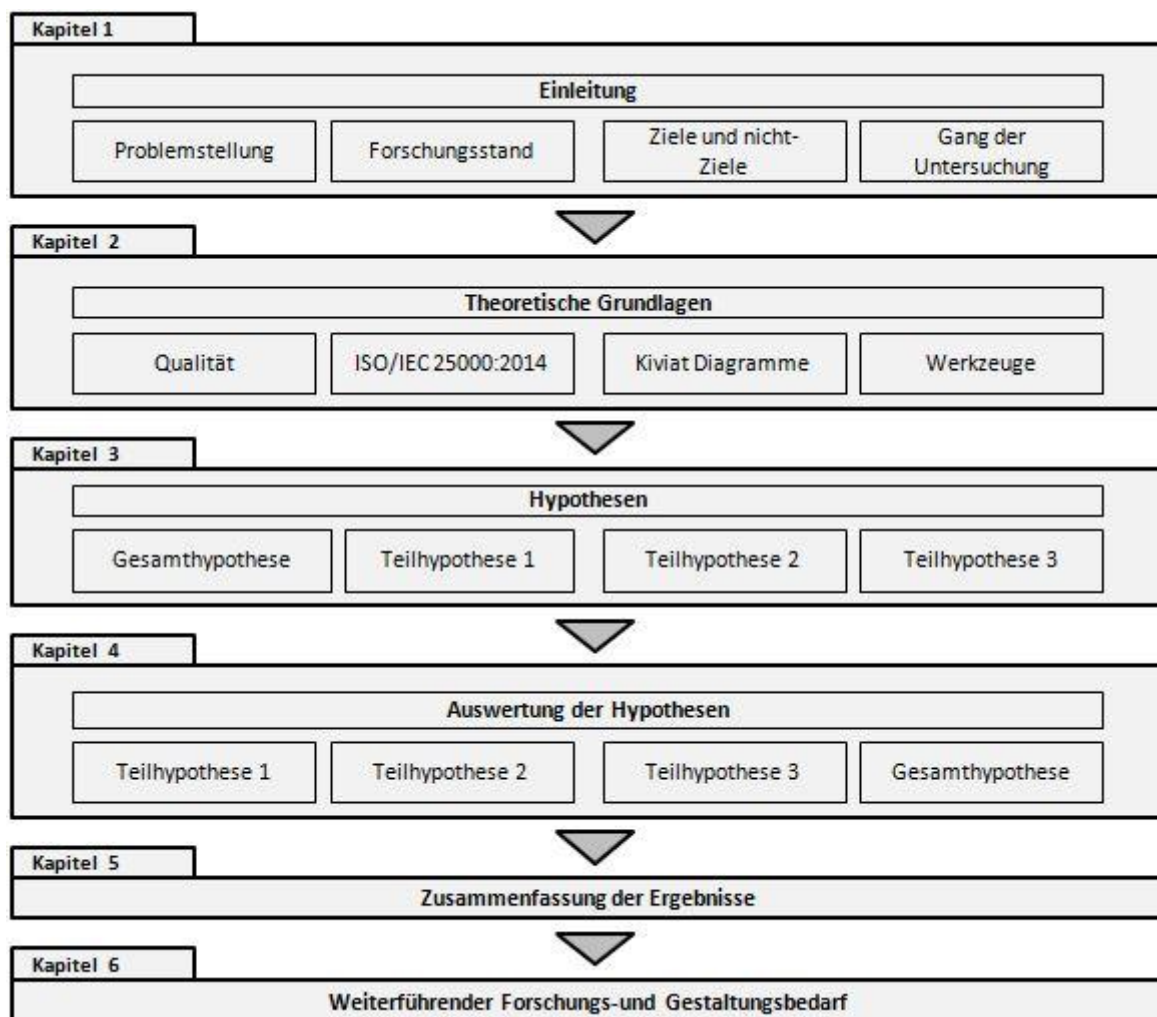 Kapitel 1
Einleitung
Problemstellung
Forschungsstand
Ziele und nicht-
Ziele
Gang der
Untersuchung
Kapitel 2
Theoretische Grundlagen
Qualität
ISO/IEC 25000:2014
Kiviat Diagramme
Werkzeuge
Kapitel 3
Hypothesen
Gesamthypothese
Teilhypothese 1
Teilhypothese 2
Teilhypothese 3
Kapitel 4
Auswertung der Hypothesen
Teilhypothese 1
Teilhypothese 2
Teilhypothese 3
Gesamthypothese
Kapitel 5
Zusammenfassung der Ergebnisse
Kapitel 6
Weiterführender Forschungs-und Gestaltungsbedarf